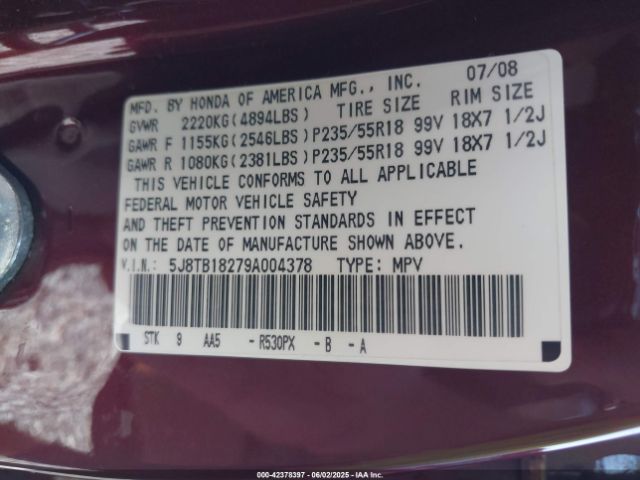 MFD. BY HONDA OF AMERICA MFG., INC. 07/08
GVWR 2220KG(4894LBS) TIRE SIZE RIM SIZE
GAWR F 1155KG(2546LBS)P235/55R18 99V 18X7 1/2J
GAWR R 1080KG(2381LBS)P235/55R18 99V 18X7 1/2J
THIS VEHICLE CONFORMS TO ALL APPLICABLE
FEDERAL MOTOR VEHICLE SAFETY
AND THEFT PREVENTION STANDARDS IN EFFECT
ON THE DATE OF MANUFACTURE SHOWN ABOVE.
V.I.N.: 5J8TB18279A004378 TYPE: MPV
STK 9 AA5 - R530PX - B - A
000-42378397 - 06/02/2025 - IAA Inc.